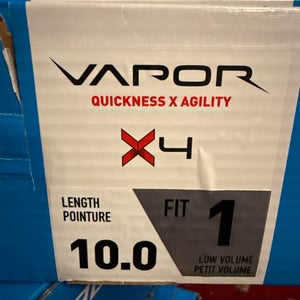 VAPOR
QUICKNESS X AGILITY
X4
LENGTH
POINTURE
10.0
FIT 1
LOW VOLUME
PETIT VOLUME